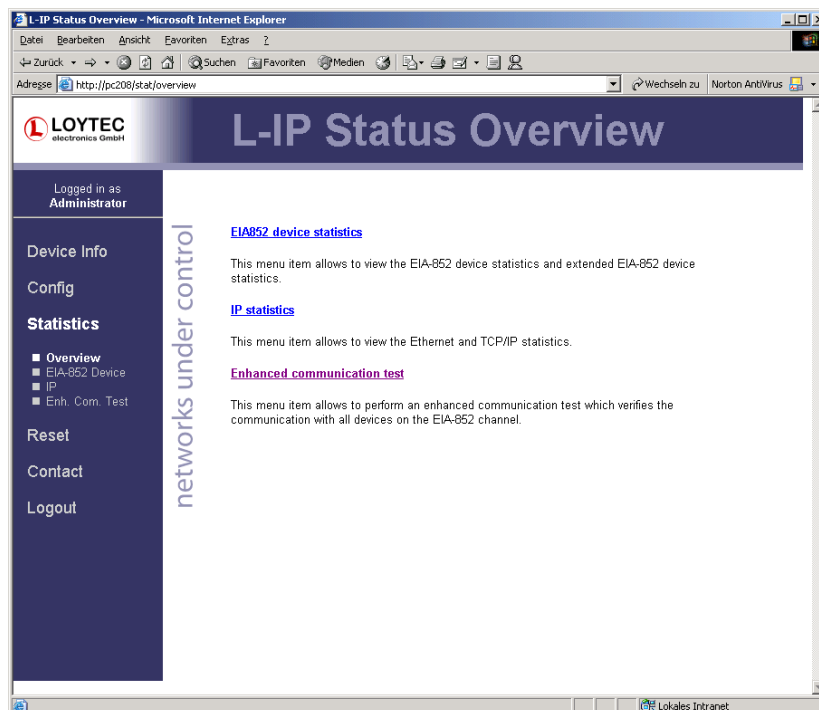 L-IP Status Overview - Microsoft Internet Explorer
Datei Bearbeiten Ansicht Favoriten Extras ?
Zurück Suchen Favoriten Medien
Adresse http://pc208/stat/overview Wechseln zu Norton AntiVirus
LOYTEC
electronics GmbH
L-IP Status Overview
Logged in as
Administrator
Device Info
Config
Statistics
Overview
EIA-852 Device
IP
Enh. Com. Test
Reset
Contact
Logout
networks under control
EIA852 device statistics
This menu item allows to view the EIA-852 device statistics and extended EIA-852 device
statistics.
IP statistics
This menu item allows to view the Ethernet and TCP/IP statistics.
Enhanced communication test
This menu item allows to perform an enhanced communication test which verifies the
communication with all devices on the EIA-852 channel.
Lokales Intranet